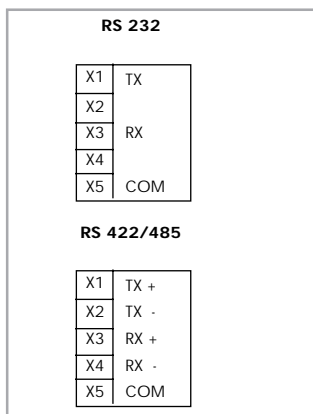 RS 232
X1 TX
X2
X3 RX
X4
X5 COM
RS 422/485
X1 TX +
X2 TX -
X3 RX +
X4 RX -
X5 COM